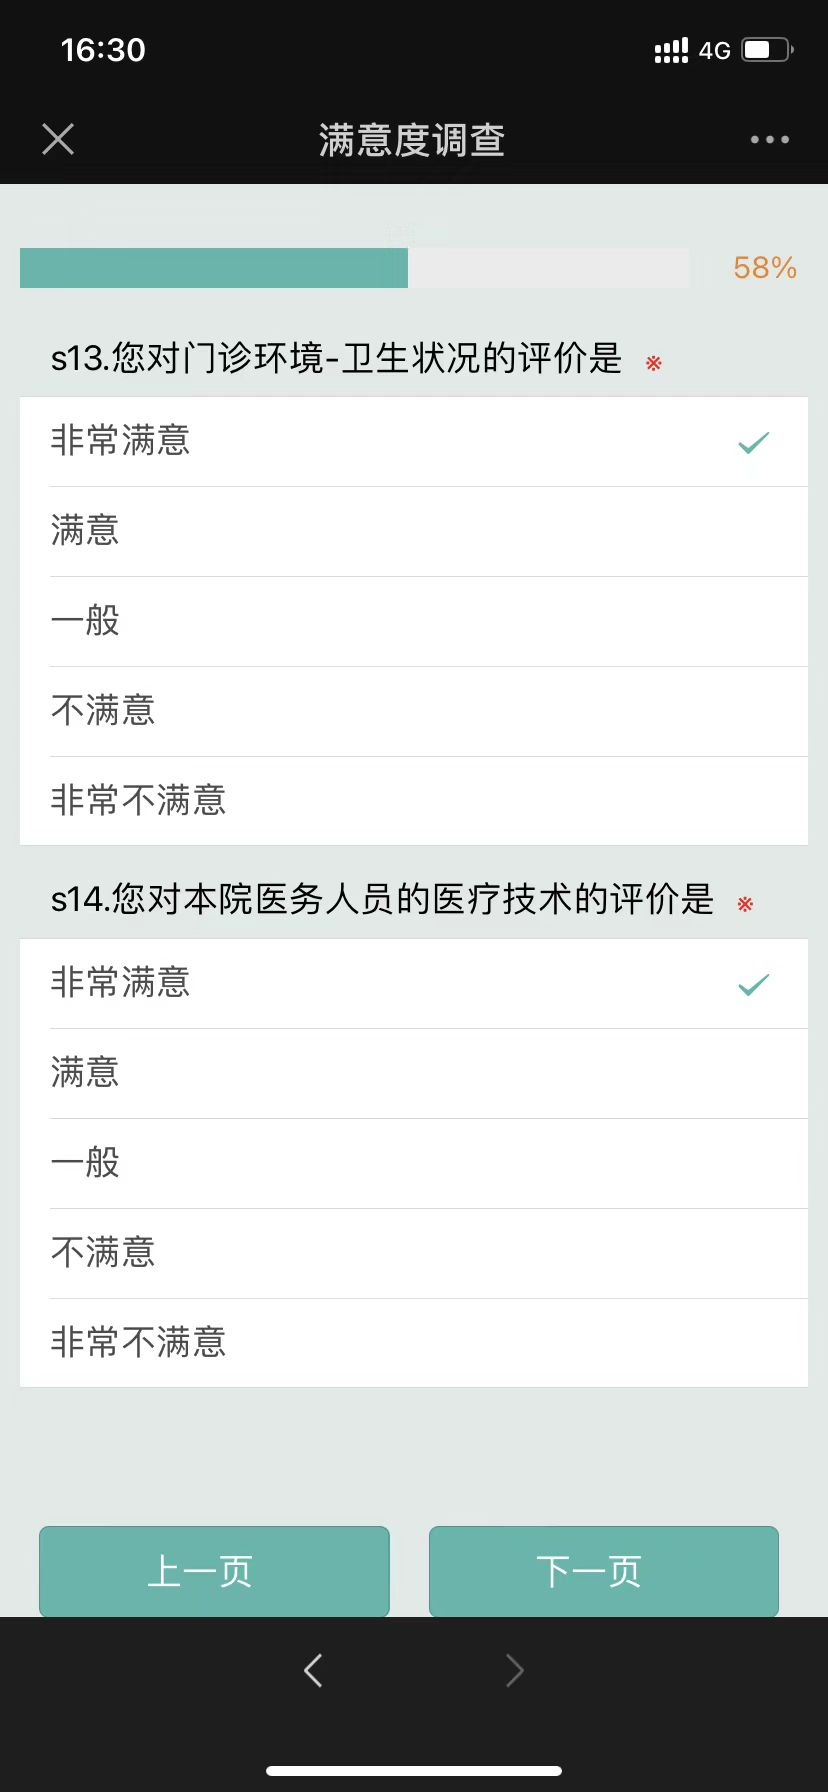 16:30
4G
满意度调查
58%
s13.您对门诊环境-卫生状况的评价是 ※
非常满意
满意
一般
不满意
非常不满意
s14.您对本院医务人员的医疗技术的评价是 ※
非常满意
满意
一般
不满意
非常不满意
上一页
下一页